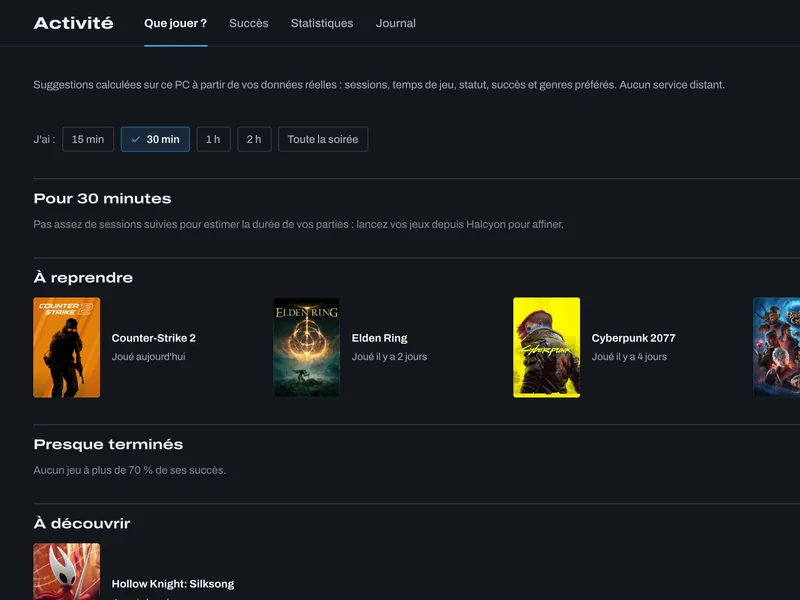 Activité
Que jouer ?
Succès
Statistiques
Journal
Suggestions calculées sur ce PC à partir de vos données réelles : sessions, temps de jeu, statut, succès et genres préférés. Aucun service distant.
J'ai :
15 min
30 min
1 h
2 h
Toute la soirée
Pour 30 minutes
Pas assez de sessions suivies pour estimer la durée de vos parties : lancez vos jeux depuis Halcyon pour affiner.
À reprendre
COUNTER
STRIKE 2
Counter-Strike 2
Joué aujourd'hui
ELDEN RING
Elden Ring
Joué il y a 2 jours
Cyberpunk
Cyberpunk 2077
Joué il y a 4 jours
Presque terminés
Aucun jeu à plus de 70 % de ses succès.
À découvrir
Hollow Knight: Silksong